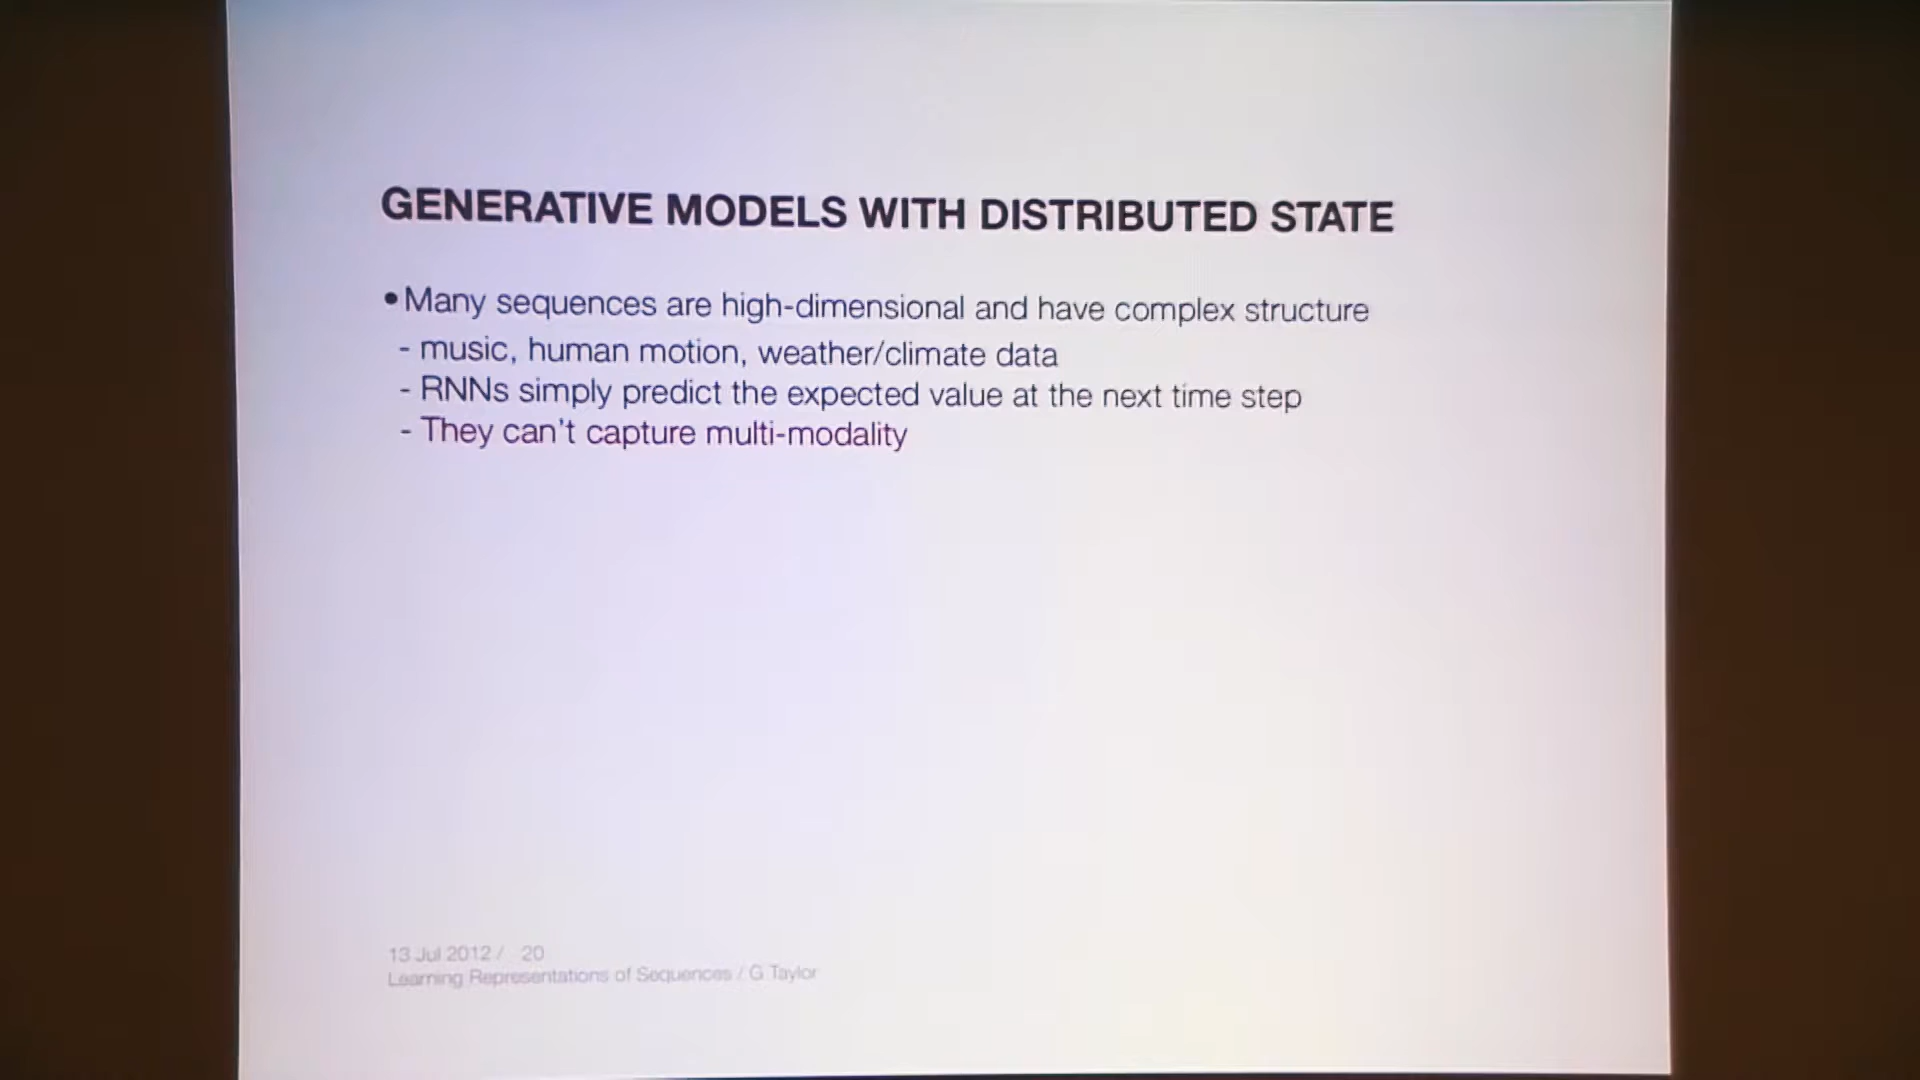 GENERATIVE MODELS WITH DISTRIBUTED STATE
•Many sequences are high-dimensional and have complex structure
- music, human motion, weather/climate data
- RNNs simply predict the expected value at the next time step
- They can't capture multi-modality
13 Jul 2012 / 20
Learning Representations of Sequences / G Taylor